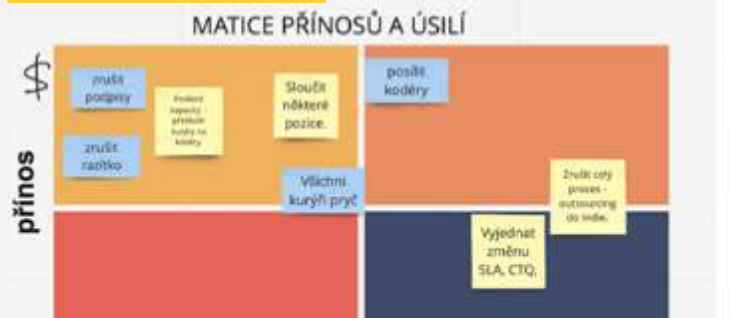 MATICE PŘÍNOSŮ A ÚSILÍ
$
přínos
zrušit
podpisy
zrušit
razítko
Sloučit
některé
pozice.
Všichni
kurýři pryč
posílit
kodéry
Zrušit celý
proces -
outsourcing
do Indie.
Vyjednat
změnu
SLA, CTQ,